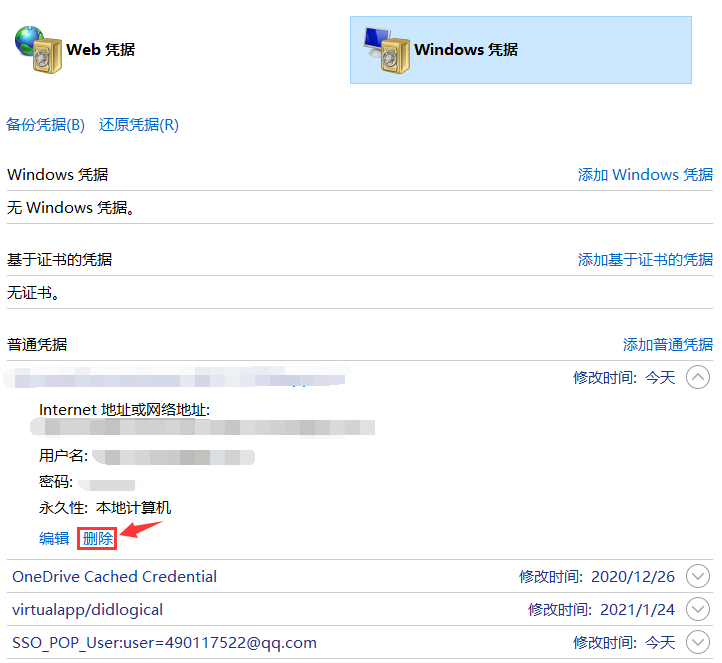 Web 凭据
Windows 凭据
备份凭据(B) 还原凭据(R)
Windows 凭据 添加 Windows 凭据
无 Windows 凭据。
基于证书的凭据 添加基于证书的凭据
无证书。
普通凭据 添加普通凭据
修改时间: 今天
Internet 地址或网络地址:
用户名:
密码:
永久性: 本地计算机
编辑 删除
OneDrive Cached Credential 修改时间: 2020/12/26
virtualapp/didlogical 修改时间: 2021/1/24
SSO_POP_User:user=490117522@qq.com 修改时间: 今天